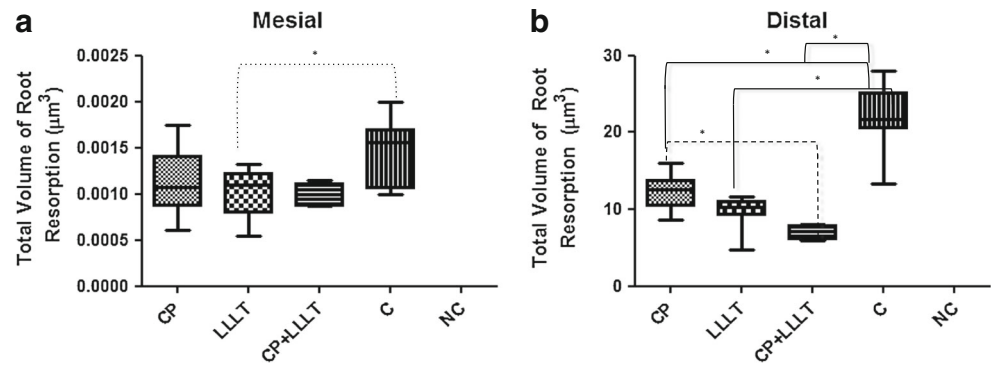 a
Mesial
Total Volume of Root
Resorption (µm³)
0.0025
0.0020
0.0015
0.0010
0.0005
0.0000
*
CP
LLLT
CP+LLLT
C
NC
b
Distal
Total Volume of Root
Resorption (µm³)
30
20
10
0
*
*
*
*
CP
LLLT
CP+LLLT
C
NC